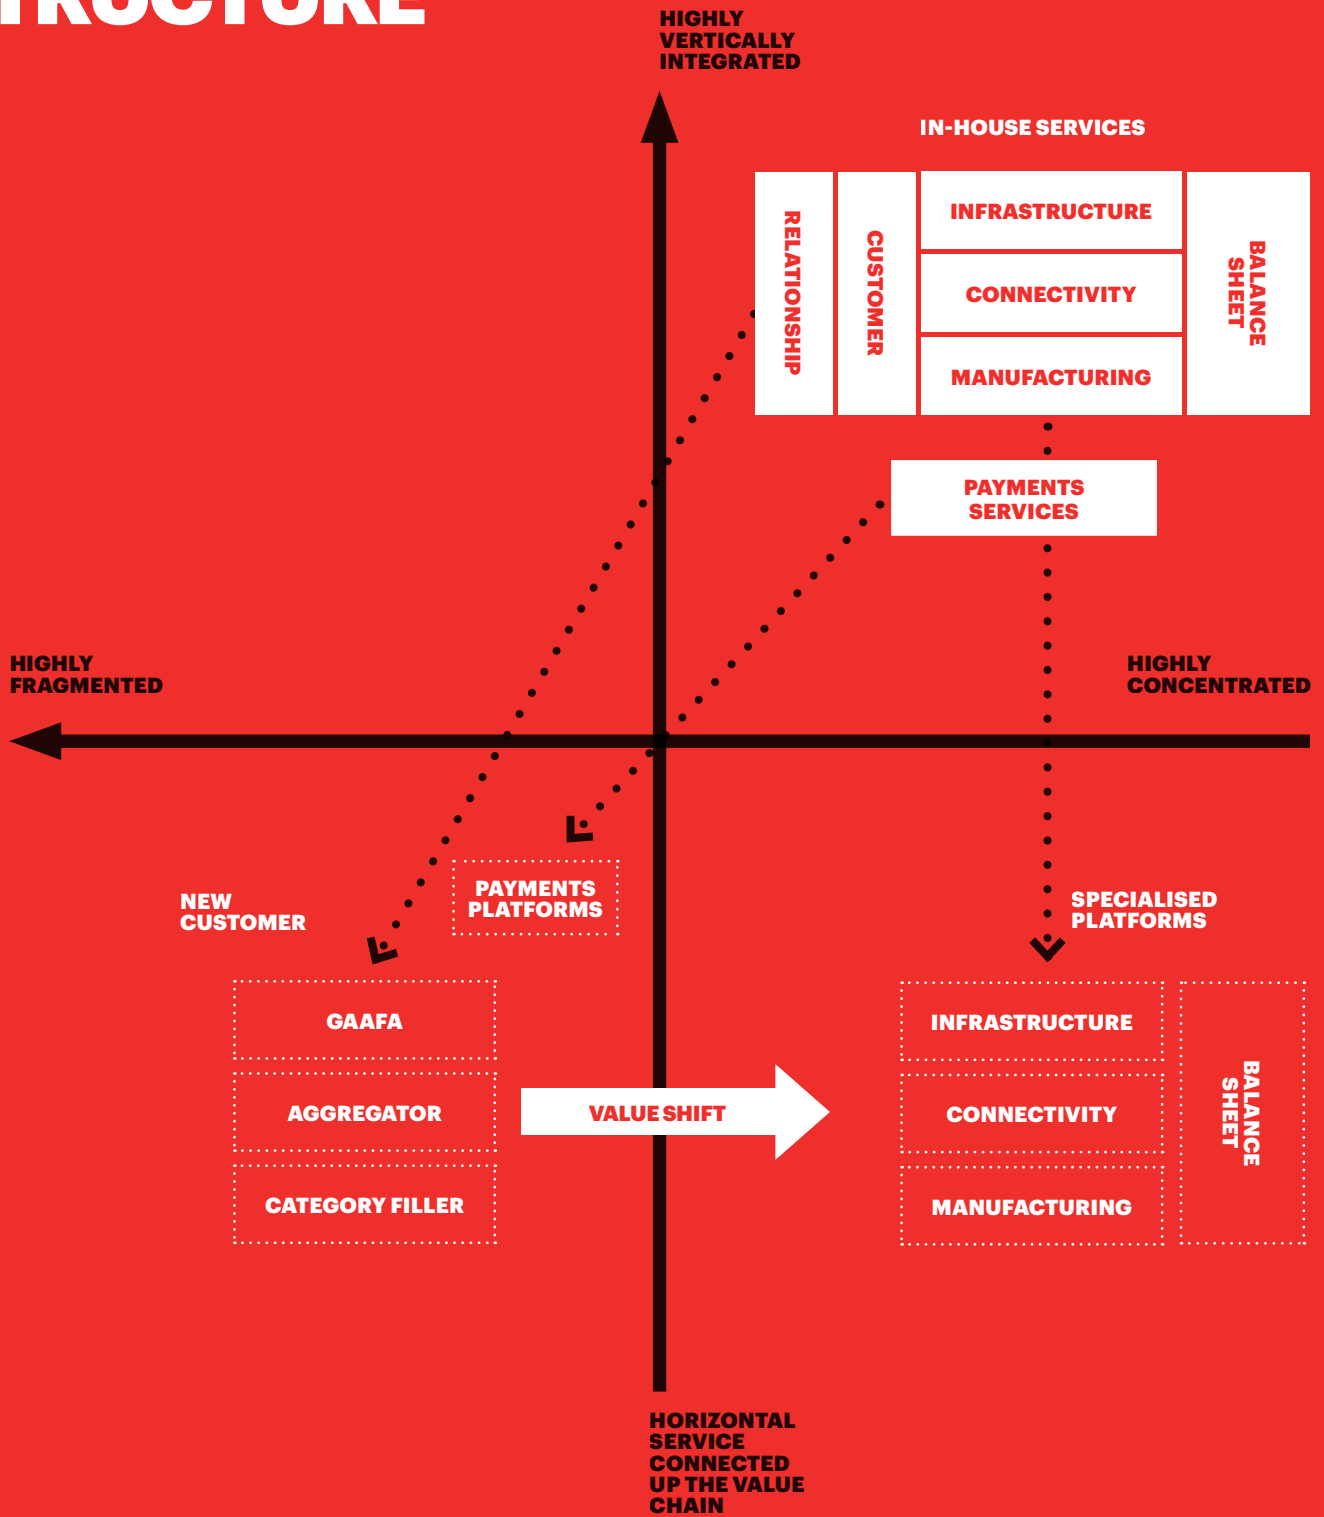 TRUCTURE
HIGHLY
VERTICALLY
INTEGRATED
IN-HOUSE SERVICES
RELATIONSHIP
CUSTOMER
INFRASTRUCTURE
CONNECTIVITY
MANUFACTURING
BALANCE
SHEET
PAYMENTS
SERVICES
HIGHLY
FRAGMENTED
HIGHLY
CONCENTRATED
PAYMENTS
PLATFORMS
NEW
CUSTOMER
SPECIALISED
PLATFORMS
GAAFA
AGGREGATOR
CATEGORY FILLER
VALUE SHIFT
INFRASTRUCTURE
CONNECTIVITY
MANUFACTURING
BALANCE
SHEET
HORIZONTAL
SERVICE
CONNECTED
UP THE VALUE
CHAIN